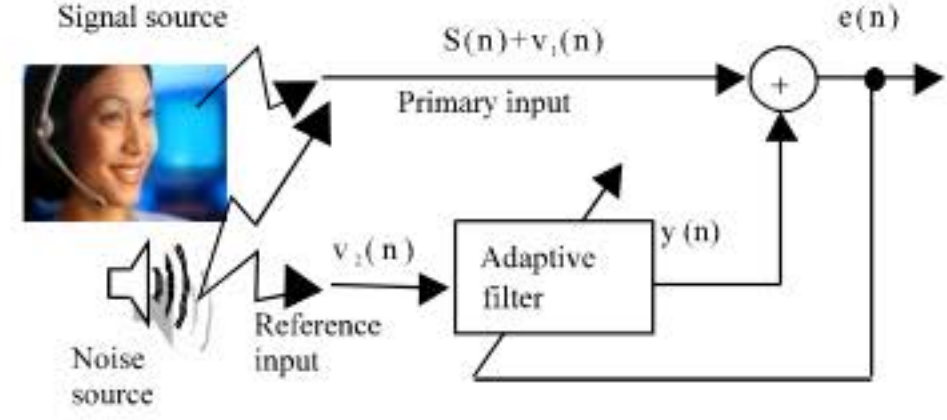 Signal source
e(n)
S(n)+v₁(n)
+
Primary input
v₂(n)
y(n)
Adaptive
filter
Reference
input
Noise
source